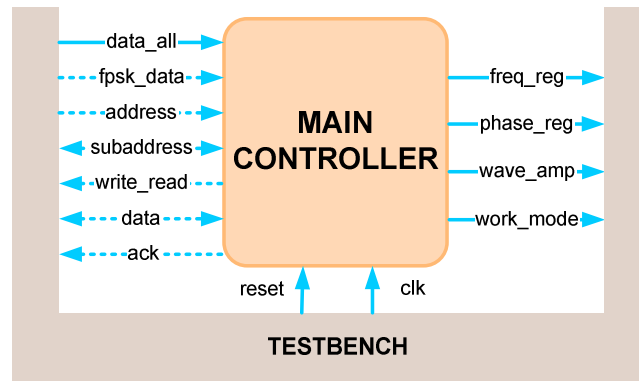 data_all
fpsk_data
address
subaddress
write_read
data
ack
MAIN
CONTROLLER
freq_reg
phase_reg
wave_amp
work_mode
reset
clk
TESTBENCH